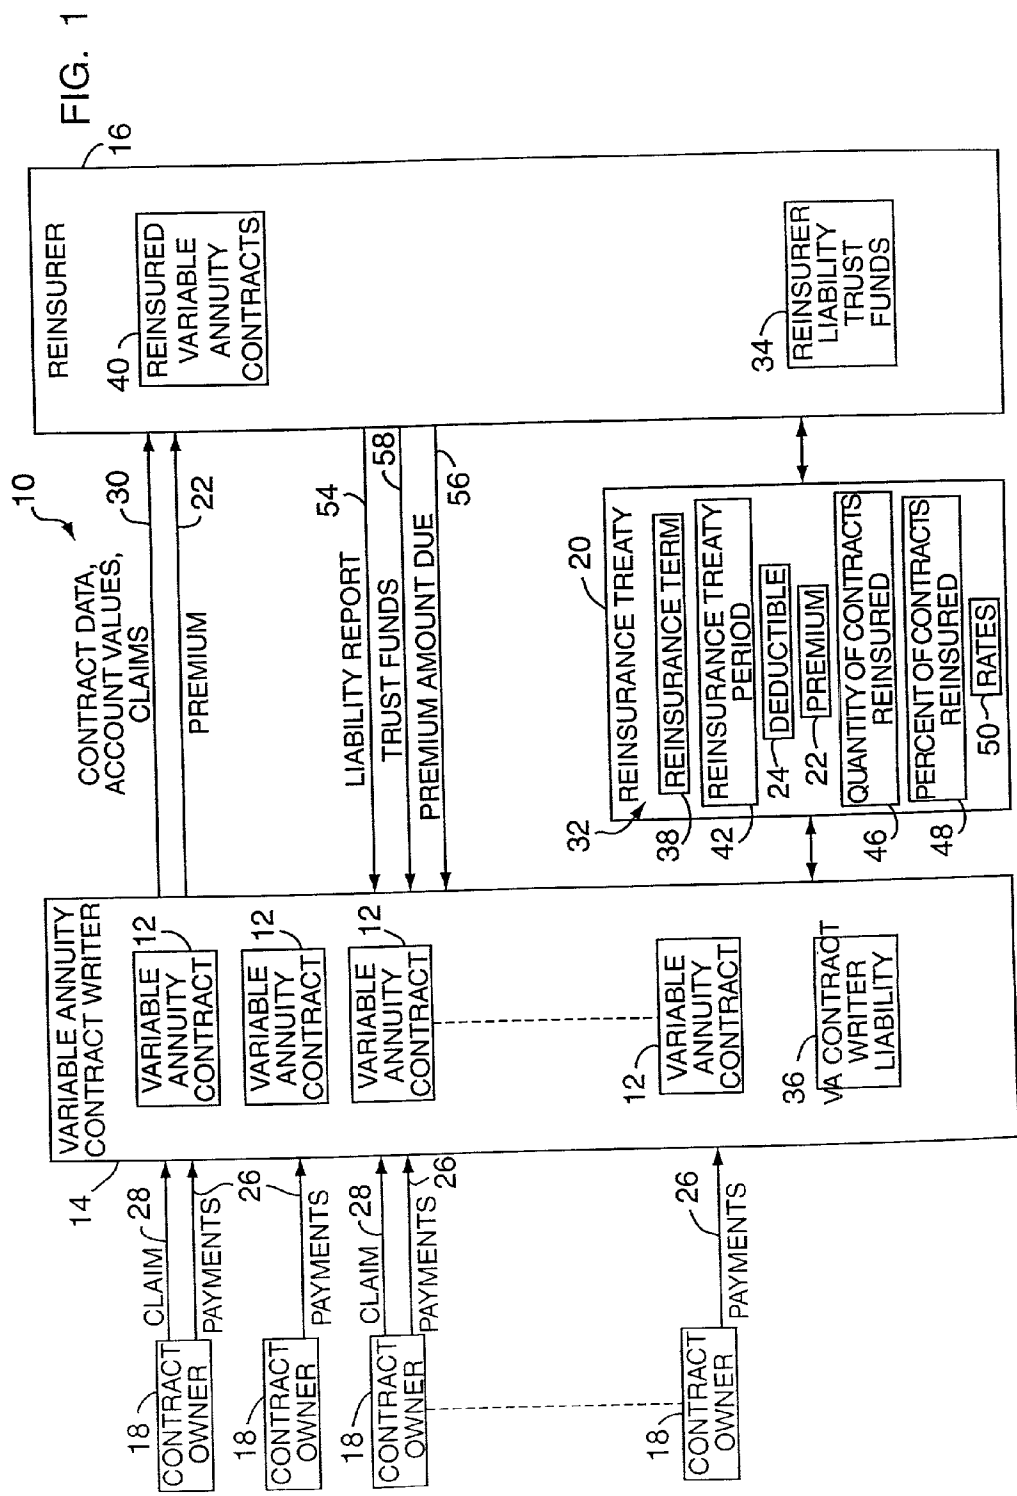 FIG. 1
10
CONTRACT DATA,
ACCOUNT VALUES,
CLAIMS
30
PREMIUM
22
14
VARIABLE ANNUITY
CONTRACT WRITER
REINSURER
16
18
CONTRACT
OWNER
CLAIM
28
PAYMENTS
26
VARIABLE
ANNUITY
CONTRACT
12
40
REINSURED
VARIABLE
ANNUITY
CONTRACTS
18
CONTRACT
OWNER
PAYMENTS
VARIABLE
ANNUITY
CONTRACT
12
18
CONTRACT
OWNER
CLAIM
28
PAYMENTS
26
VARIABLE
ANNUITY
CONTRACT
12
LIABILITY REPORT
54
TRUST FUNDS
58
PREMIUM AMOUNT DUE
56
18
CONTRACT
OWNER
PAYMENTS
26
12
VARIABLE
ANNUITY
CONTRACT
36
VA CONTRACT
WRITER
LIABILITY
REINSURANCE TREATY
20
32
38
REINSURANCE TERM
42
REINSURANCE TREATY
PERIOD
24
DEDUCTIBLE
22
PREMIUM
46
QUANTITY OF CONTRACTS
REINSURED
48
PERCENT OF CONTRACTS
REINSURED
50
RATES
34
REINSURER
LIABILITY
TRUST
FUNDS